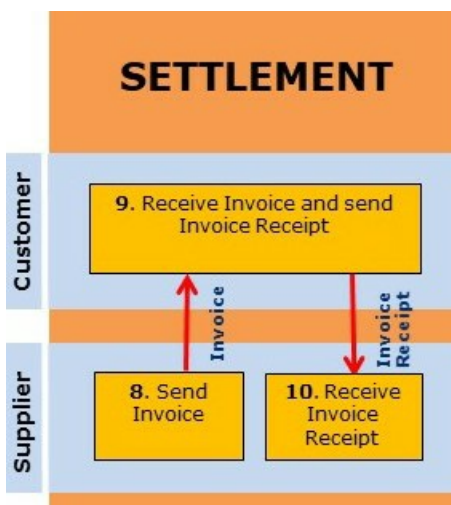 SETTLEMENT
Customer
9. Receive Invoice and send
Invoice Receipt
Invoice
Invoice
Receipt
Supplier
8. Send
Invoice
10. Receive
Invoice
Receipt